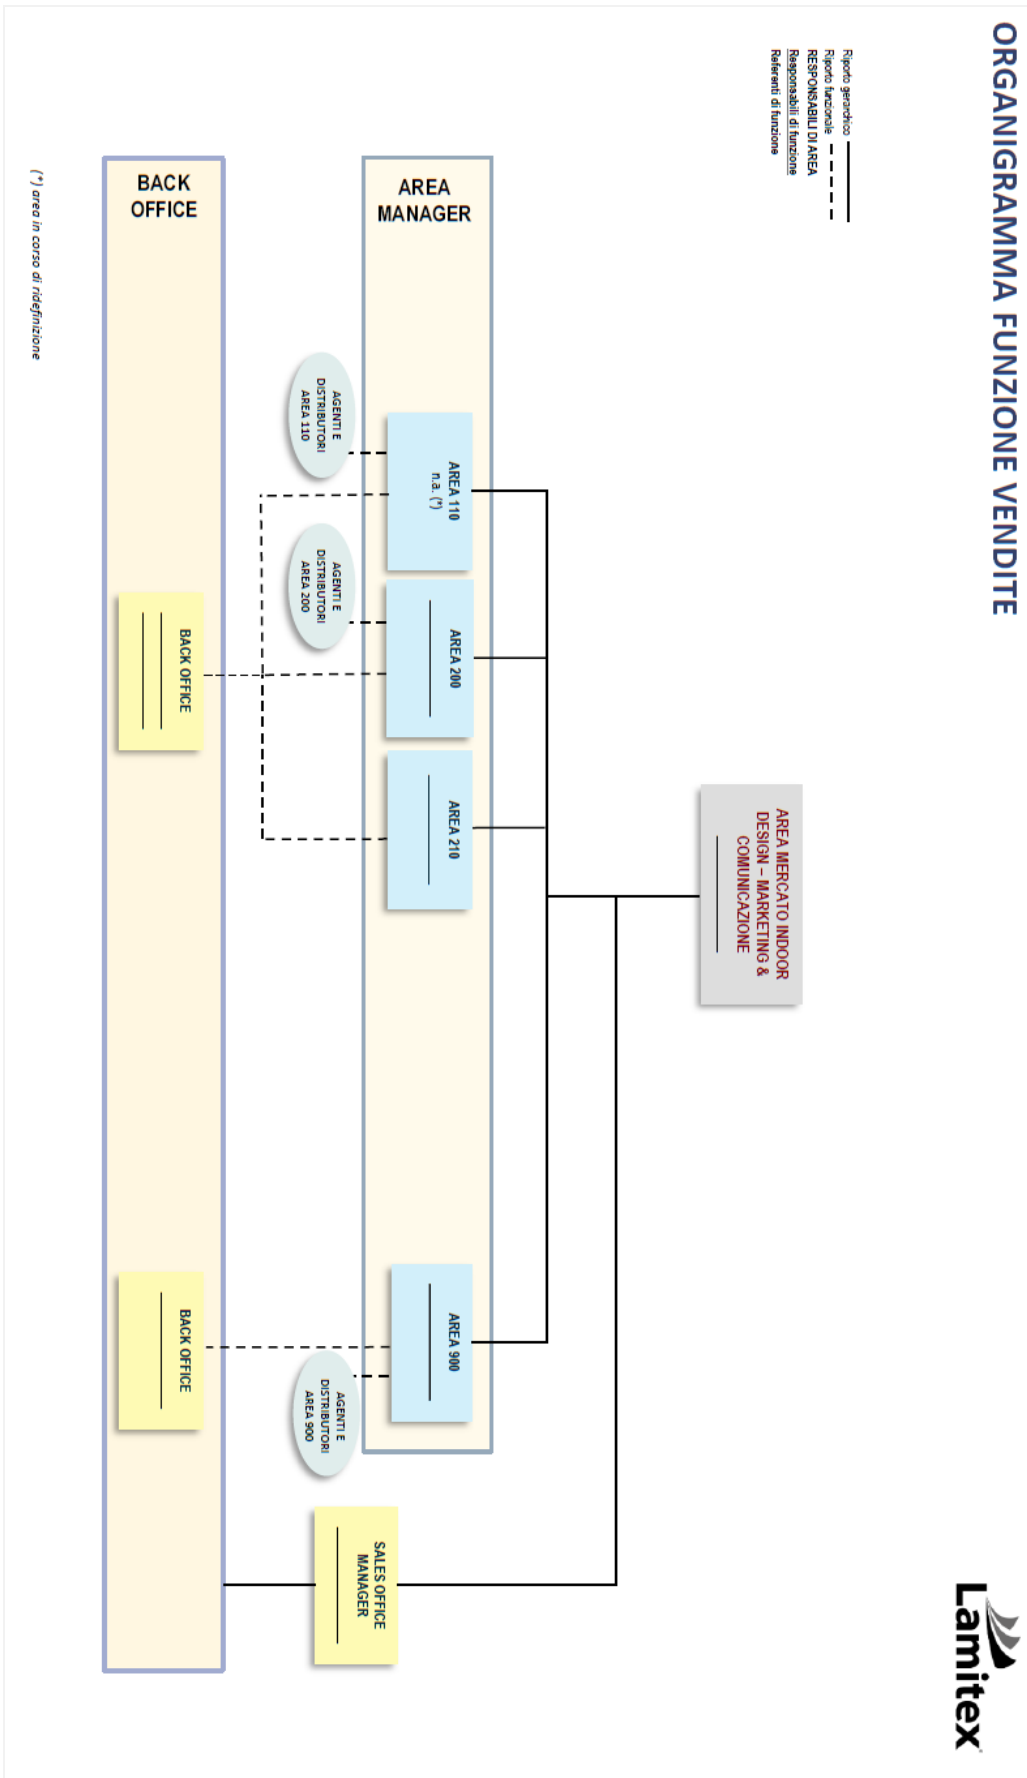 ORGANIGRAMMA FUNZIONE VENDITE
Lamitex
Riporto gerarchico
Riporto funzionale
RESPONSABILI DI AREA
Responsabili di funzione
Referenti di funzione
AREA MERCATO INDOOR
DESIGN – MARKETING &
COMUNICAZIONE
AREA
MANAGER
AREA 110
n.a. (*)
AREA 200
AREA 210
AREA 900
AGENTI E
DISTRIBUTORI
AREA 110
AGENTI E
DISTRIBUTORI
AREA 200
AGENTI E
DISTRIBUTORI
AREA 900
SALES OFFICE
MANAGER
BACK
OFFICE
BACK OFFICE
BACK OFFICE
(*) area in corso di ridefinizione